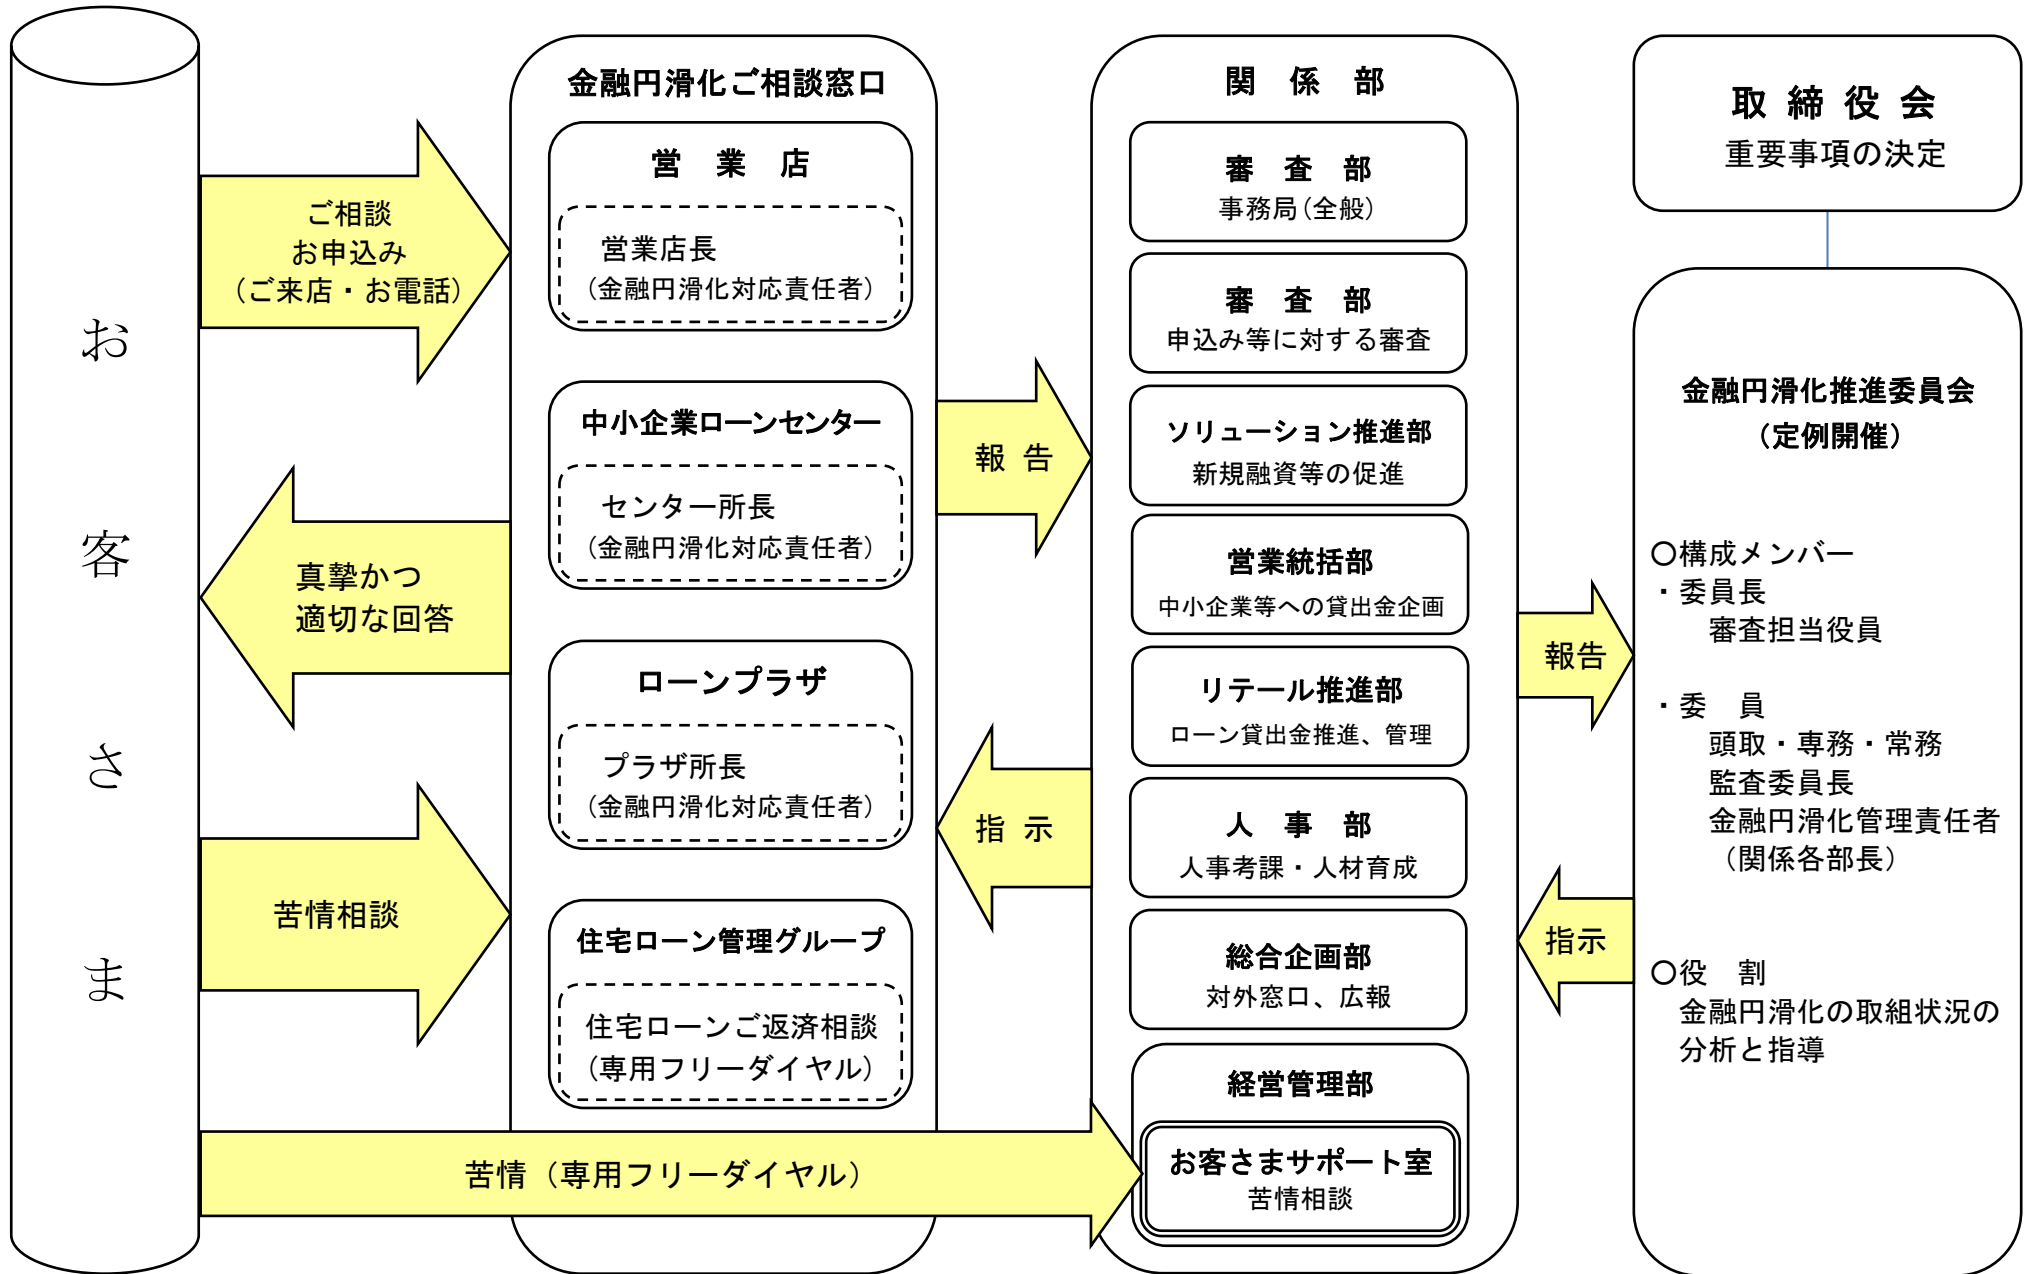 お客さま
ご相談
お申込み
(ご来店・お電話)
真摯かつ
適切な回答
苦情相談
苦情(専用フリーダイヤル)
金融円滑化ご相談窓口
営 業 店
営業店長
(金融円滑化対応責任者)
中小企業ローンセンター
センター所長
(金融円滑化対応責任者)
ローンプラザ
プラザ所長
(金融円滑化対応責任者)
住宅ローン管理グループ
住宅ローンご返済相談
(専用フリーダイヤル)
報 告
指 示
関 係 部
審 査 部
事務局(全般)
審 査 部
申込み等に対する審査
ソリューション推進部
新規融資等の促進
営業統括部
中小企業等への貸出金企画
リテール推進部
ローン貸出金推進、管理
人 事 部
人事考課・人材育成
総合企画部
対外窓口、広報
経営管理部
お客さまサポート室
苦情相談
報告
指示
取 締 役 会
重要事項の決定
金融円滑化推進委員会
(定例開催)
○構成メンバー
・委員長
審査担当役員
・委 員
頭取・専務・常務
監査委員長
金融円滑化管理責任者
(関係各部長)
○役 割
金融円滑化の取組状況の
分析と指導